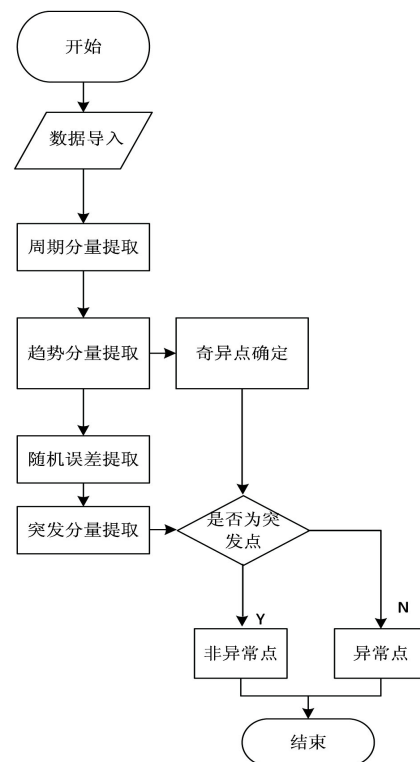 开始
数据导入
周期分量提取
趋势分量提取
奇异点确定
随机误差提取
突发分量提取
是否为突
发点
Y
N
非异常点
异常点
结束